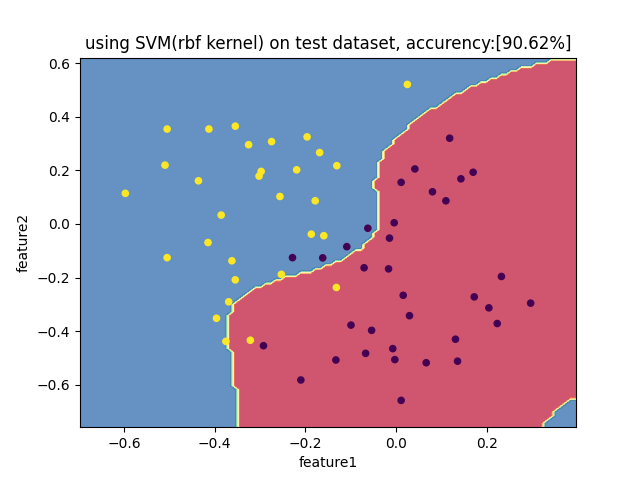 using SVM(rbf kernel) on test dataset, accurency:[90.62%]
0.6
0.4
0.2
0.0
−0.2
−0.4
−0.6
feature2
−0.6 −0.4 −0.2 0.0 0.2
feature1